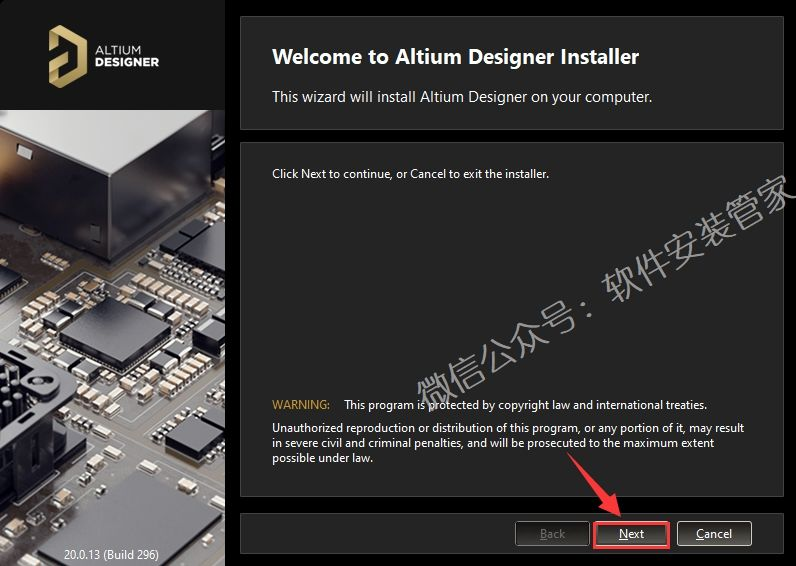 ALTIUM
DESIGNER
Welcome to Altium Designer Installer
This wizard will install Altium Designer on your computer.
Click Next to continue, or Cancel to exit the installer.
微信公众号：软件安装管家
WARNING: This program is protected by copyright law and international treaties.
Unauthorized reproduction or distribution of this program, or any portion of it, may result
in severe civil and criminal penalties, and will be prosecuted to the maximum extent
possible under law.
20.0.13 (Build 296)
Back
Next
Cancel